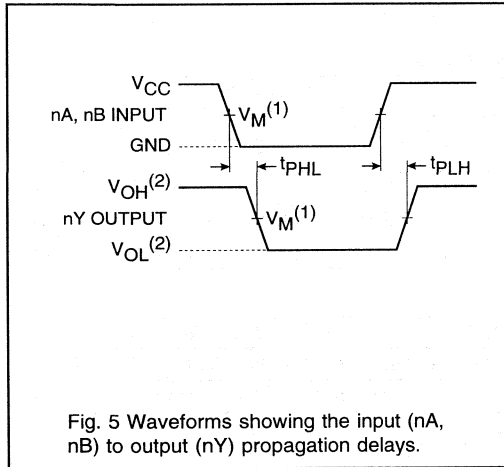 VCC
nA, nB INPUT
VM(1)
GND
tPHL
tPLH
VOH(2)
nY OUTPUT
VM(1)
VOL(2)
Fig. 5 Waveforms showing the input (nA,
nB) to output (nY) propagation delays.